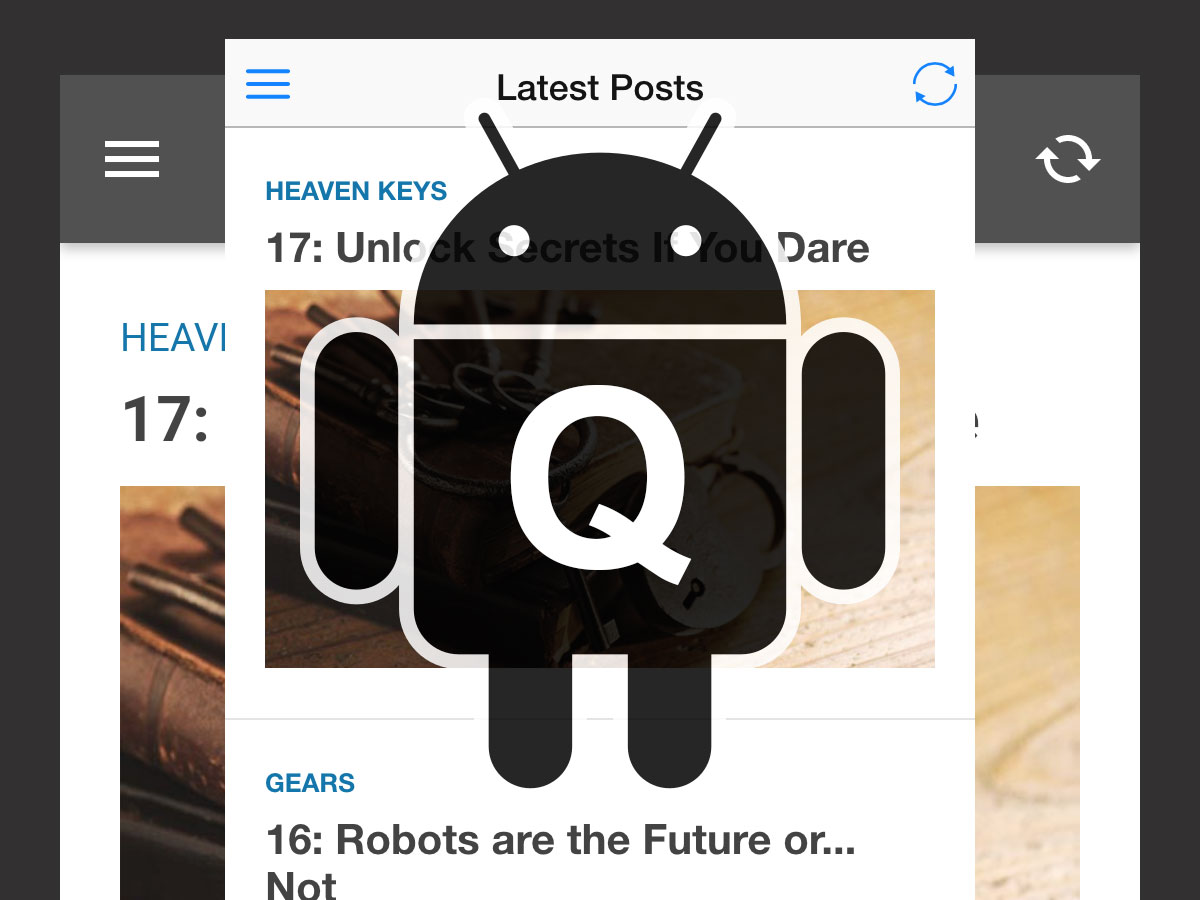 Latest Posts
HEAVEN KEYS
17: Unlock Secrets If You Dare
HEAVI
17:
e
Q
GEARS
16: Robots are the Future or...
Not